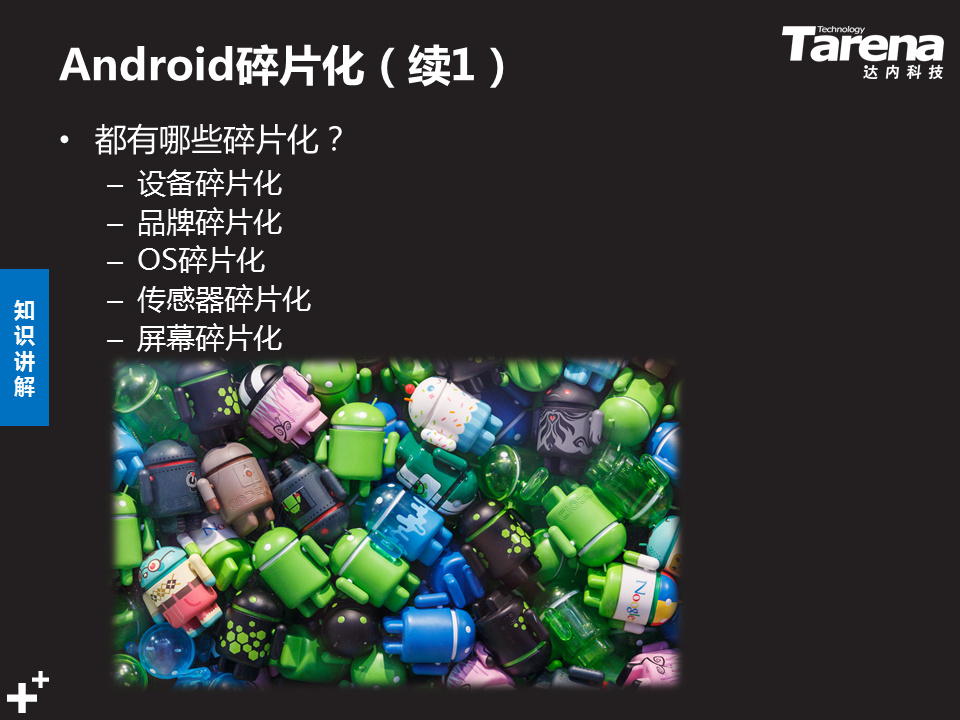 Android碎片化（续1）
Technology
Tarena
达内科技
• 都有哪些碎片化？
– 设备碎片化
– 品牌碎片化
– OS碎片化
– 传感器碎片化
– 屏幕碎片化
知
识
讲
解